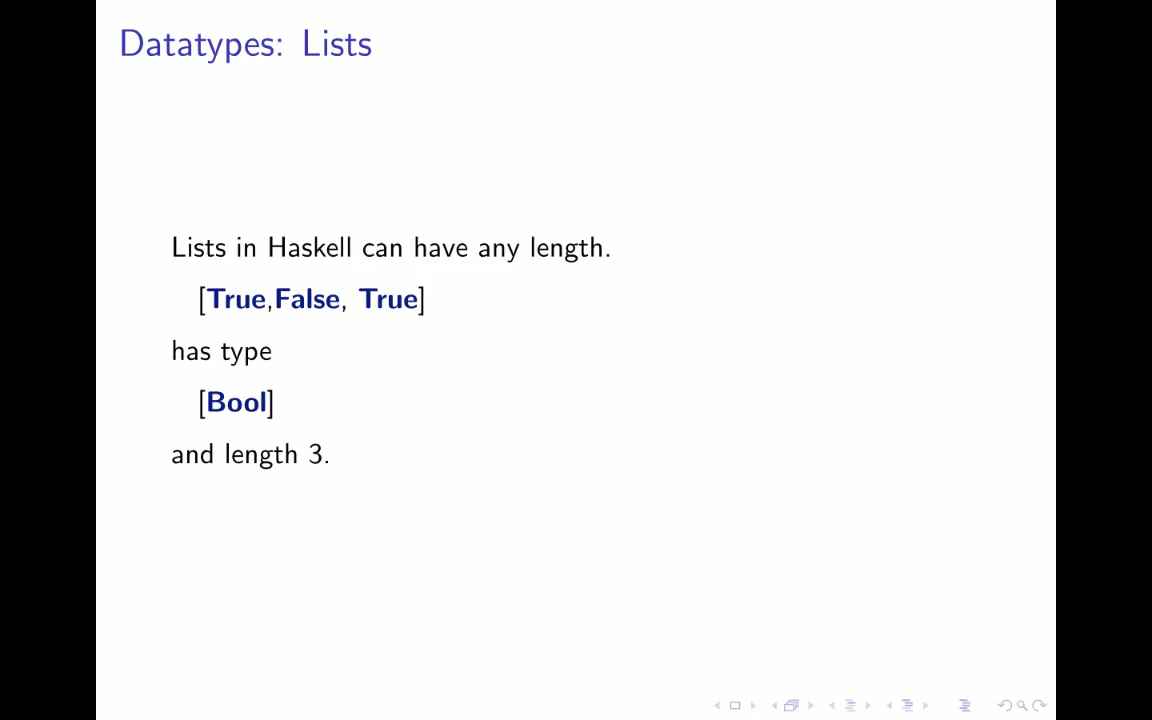 Datatypes: Lists
Lists in Haskell can have any length.
[True,False, True]
has type
[Bool]
and length 3.